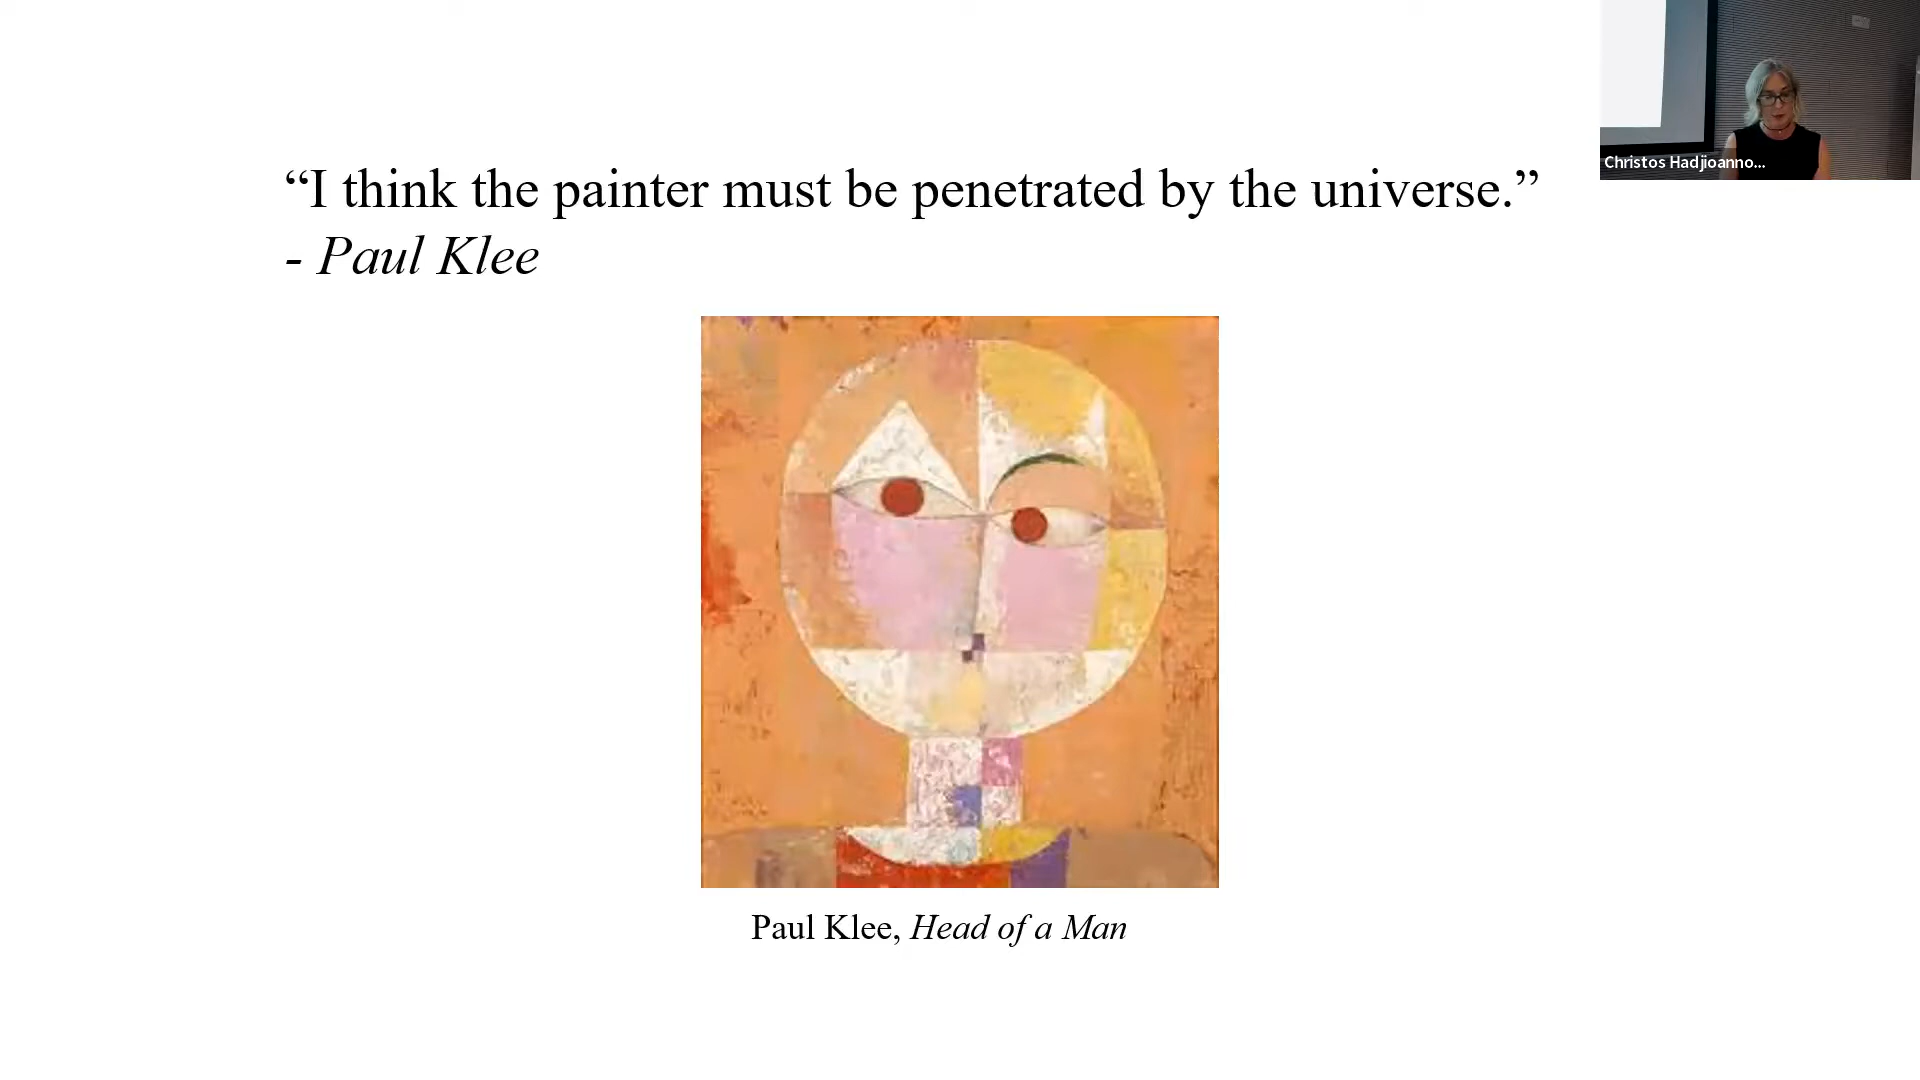 “I think the painter must be penetrated by the universe.”
- Paul Klee
Christos Hadjioanno...
Paul Klee, Head of a Man